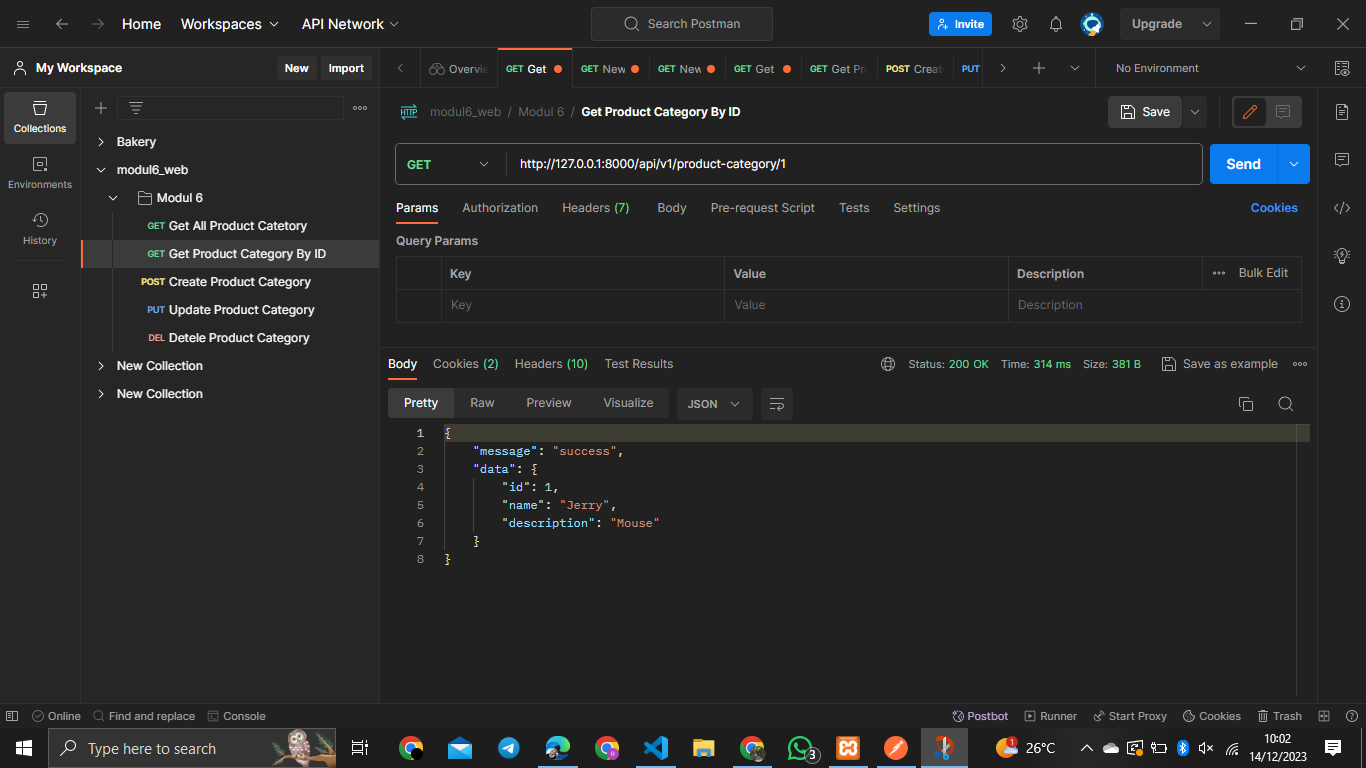 Home Workspaces API Network Search Postman Invite Upgrade
My Workspace New Import
Overvie GET Get GET New GET New GET Get GET Get Pr POST Creat PUT No Environment
Collections
Environments
History
Bakery
modul6_web
Modul 6
GET Get All Product Catetory
GET Get Product Category By ID
POST Create Product Category
PUT Update Product Category
DEL Detele Product Category
New Collection
New Collection
HTTP modul6_web / Modul 6 / Get Product Category By ID Save
GET http://127.0.0.1:8000/api/v1/product-category/1 Send
Params Authorization Headers (7) Body Pre-request Script Tests Settings Cookies
Query Params
Key Value Description Bulk Edit
Key Value Description
Body Cookies (2) Headers (10) Test Results Status: 200 OK Time: 314 ms Size: 381 B Save as example
Pretty Raw Preview Visualize JSON
1 {
2 "message": "success",
3 "data": {
4 "id": 1,
5 "name": "Jerry",
6 "description": "Mouse"
7 }
8 }
Online Find and replace Console Postbot Runner Start Proxy Cookies Trash
Type here to search 3 1 26°C 10:02
14/12/2023